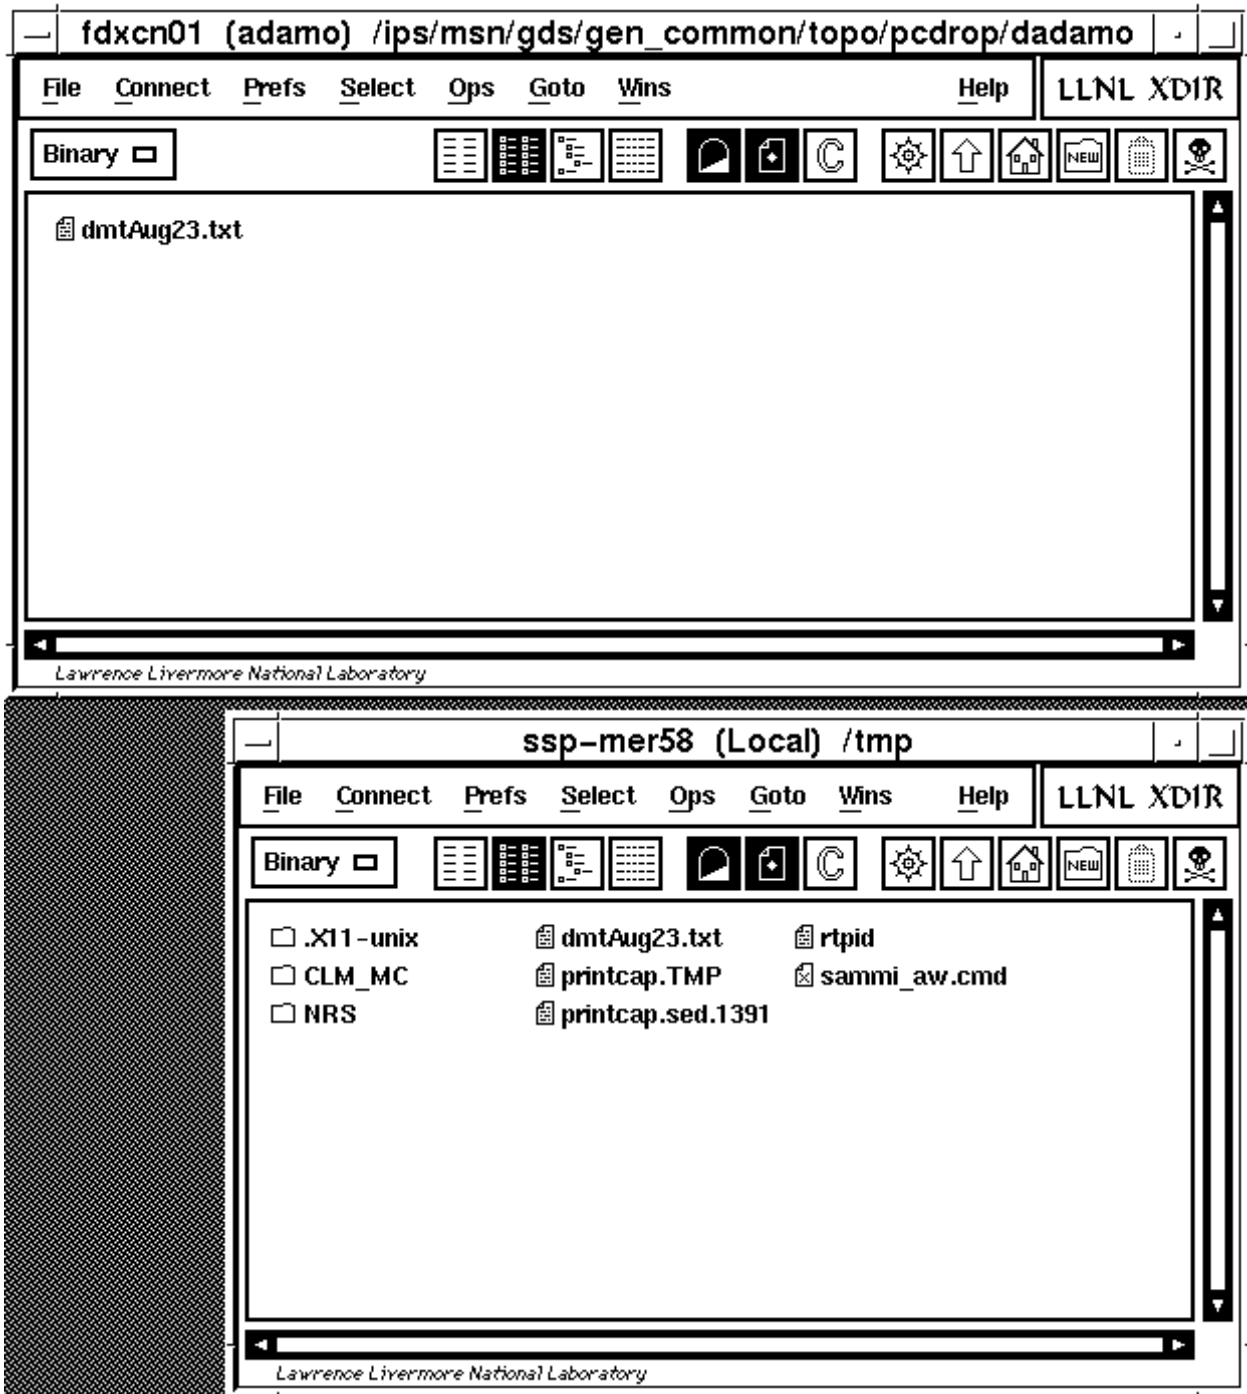 fdxcn01 (adamo) /ips/msn/gds/gen_common/topo/pcdrop/dadamo
File Connect Prefs Select Ops Goto Wins Help LLNL XDIR
Binary C NEW
dmtAug23.txt
Lawrence Livermore National Laboratory
ssp-mer58 (Local) /tmp
File Connect Prefs Select Ops Goto Wins Help LLNL XDIR
Binary C NEW
.X11-unix dmtAug23.txt rtpid
CLM_MC printcap.TMP sammi_aw.cmd
NRS printcap.sed.1391
Lawrence Livermore National Laboratory